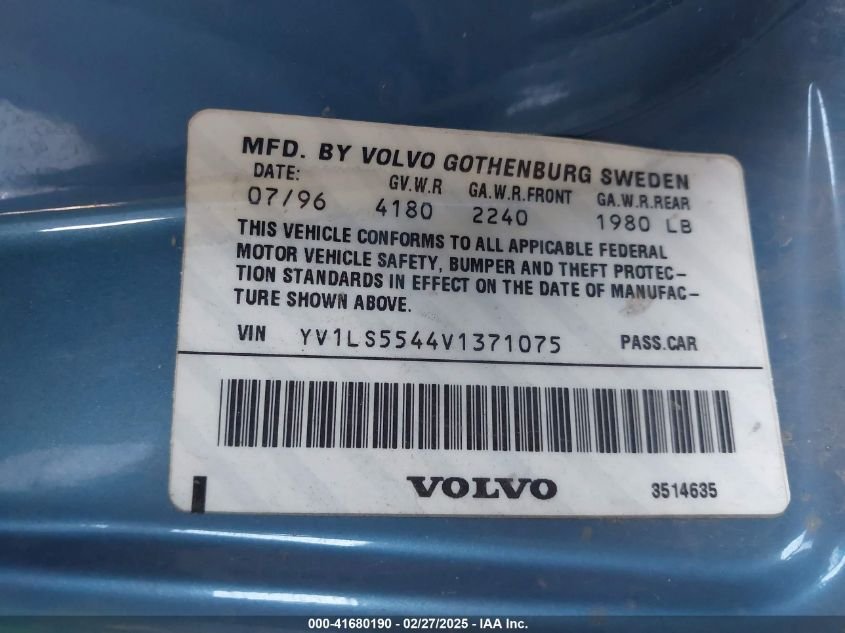 MFD. BY VOLVO GOTHENBURG SWEDEN
DATE: GV.W.R GA.W.R.FRONT GA.W.R.REAR
07/96 4180 2240 1980 LB
THIS VEHICLE CONFORMS TO ALL APPICABLE FEDERAL
MOTOR VEHICLE SAFETY, BUMPER AND THEFT PROTEC-
TION STANDARDS IN EFFECT ON THE DATE OF MANUFAC-
TURE SHOWN ABOVE.
VIN YV1LS5544V1371075 PASS.CAR
VOLVO 3514635
000-41680190 - 02/27/2025 - IAA Inc.